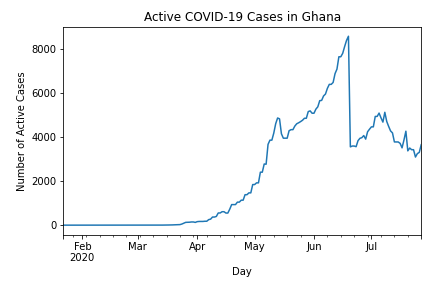 Active COVID-19 Cases in Ghana
Number of Active Cases
8000
6000
4000
2000
0
Feb Mar Apr May Jun Jul
2020
Day